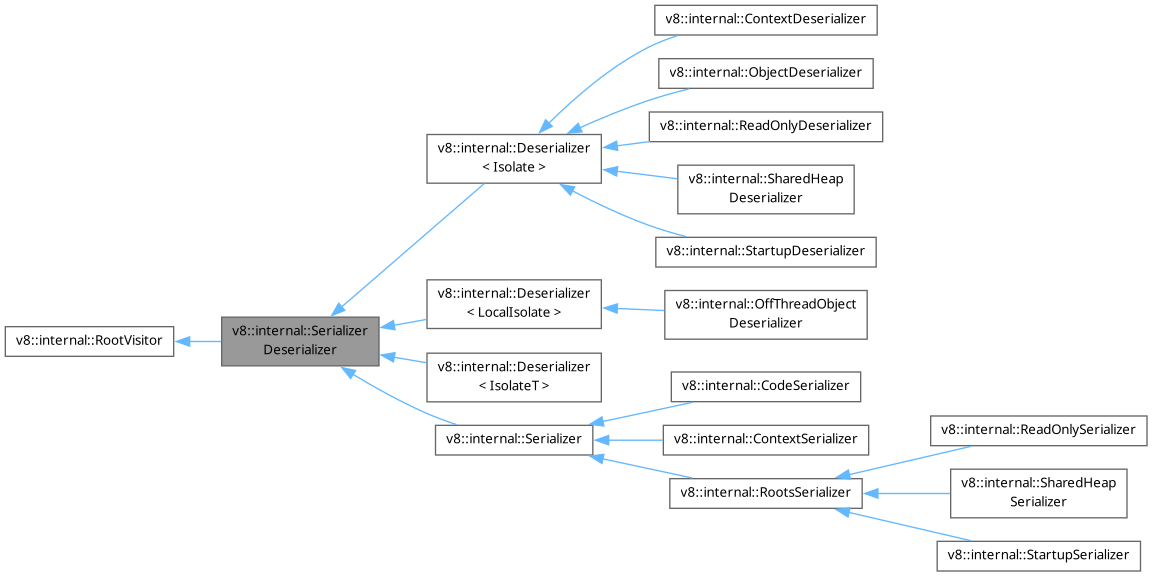 v8::internal::ContextDeserializer
v8::internal::ObjectDeserializer
v8::internal::ReadOnlyDeserializer
v8::internal::Deserializer
< Isolate >
v8::internal::SharedHeap
Deserializer
v8::internal::StartupDeserializer
v8::internal::Deserializer
< LocalIsolate >
v8::internal::OffThreadObject
Deserializer
v8::internal::RootVisitor
v8::internal::Serializer
Deserializer
v8::internal::Deserializer
< IsolateT >
v8::internal::CodeSerializer
v8::internal::Serializer
v8::internal::ContextSerializer
v8::internal::RootsSerializer
v8::internal::ReadOnlySerializer
v8::internal::SharedHeap
Serializer
v8::internal::StartupSerializer